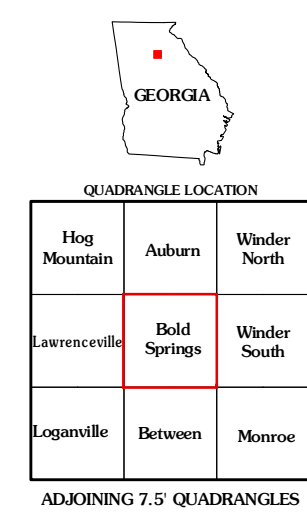 GEORGIA
QUADRANGLE LOCATION
Hog
Mountain
Auburn
Winder
North
Lawrenceville
Bold
Springs
Winder
South
Loganville
Between
Monroe
ADJOINING 7.5' QUADRANGLES